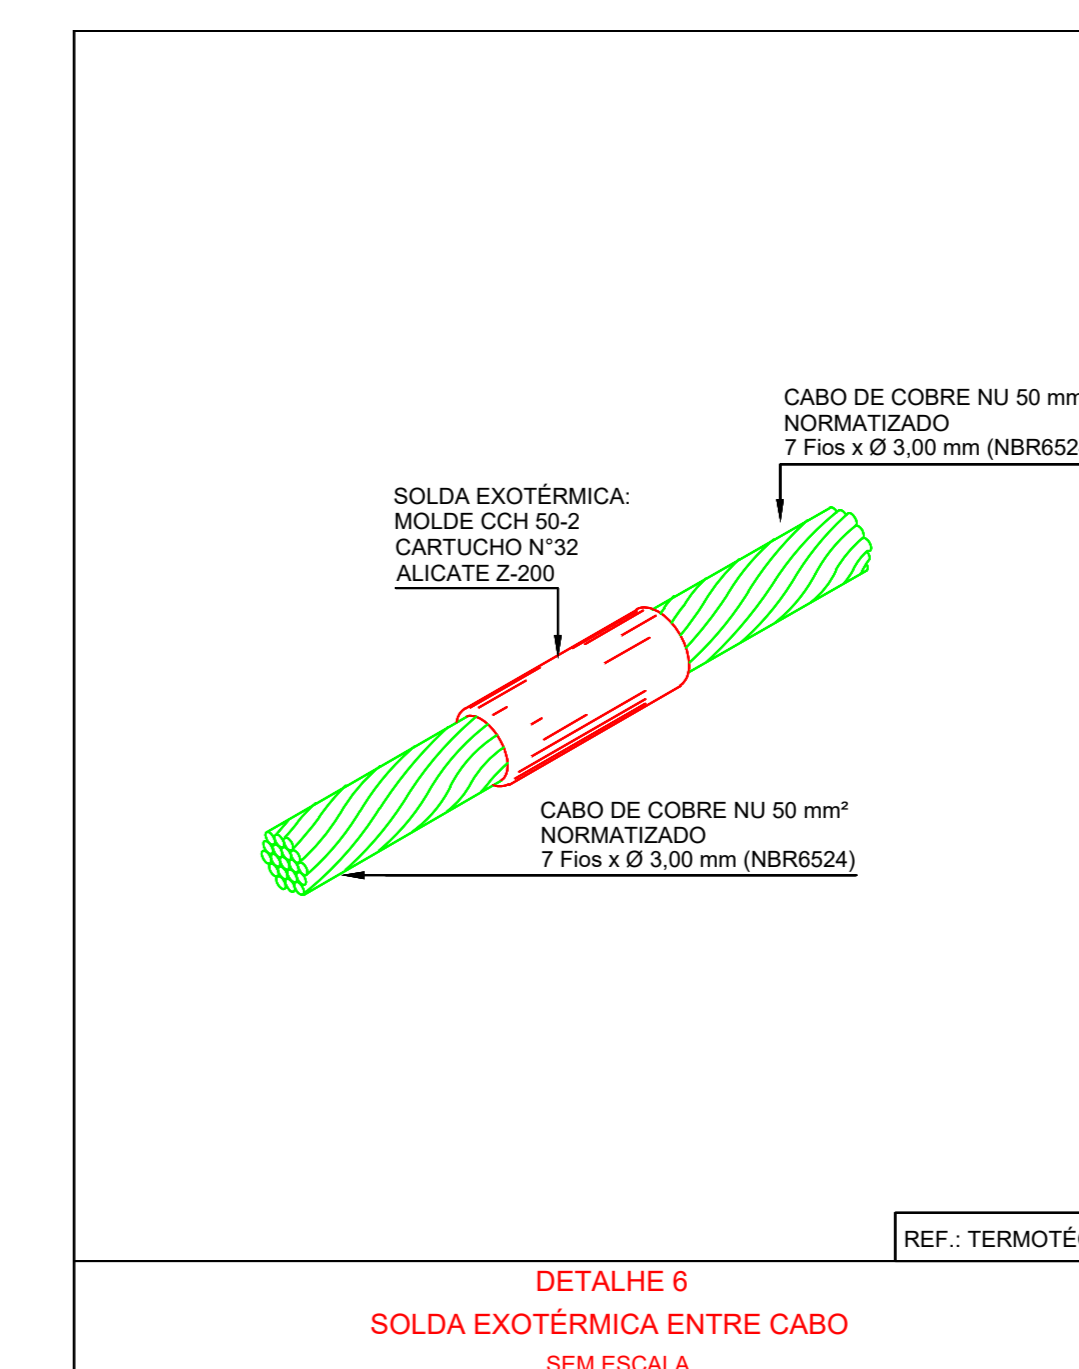 CABO DE COBRE NU 50 mm
NORMATIZADO
7 Fios x Ø 3,00 mm (NBR652
SOLDA EXOTÉRMICA:
MOLDE CCH 50-2
CARTUCHO N°32
ALICATE Z-200
CABO DE COBRE NU 50 mm²
NORMATIZADO
7 Fios x Ø 3,00 mm (NBR6524)
REF.: TERMOTÉ
DETALHE 6
SOLDA EXOTÉRMICA ENTRE CABO
SEM ESCALA